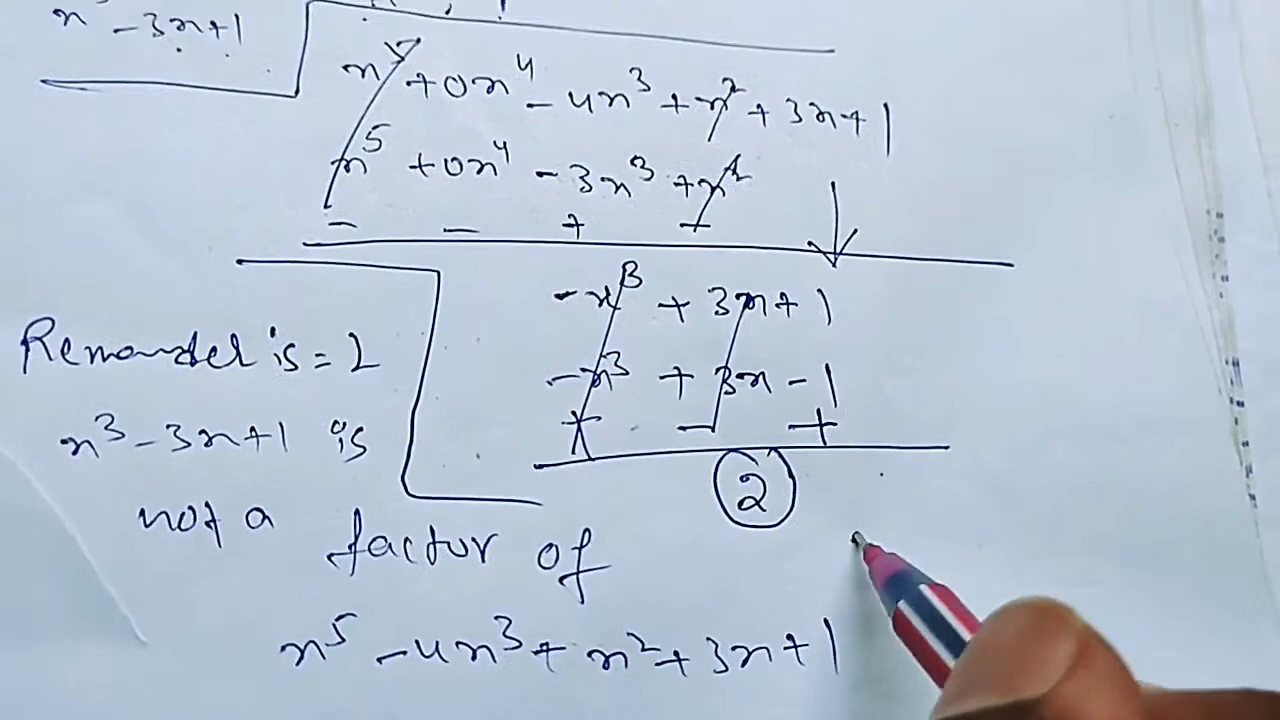 x³ - 3x + 1
x⁵ + 0x⁴ - 4x³ + x² + 3x + 1
x⁵ + 0x⁴ - 3x³ + x²
- - + -
-x³ + 3x + 1
-x³ + 3x - 1
+ - +
2
Remainder is = 2
x³ - 3x + 1 is
not a
factor of
x⁵ - 4x³ + x² + 3x + 1